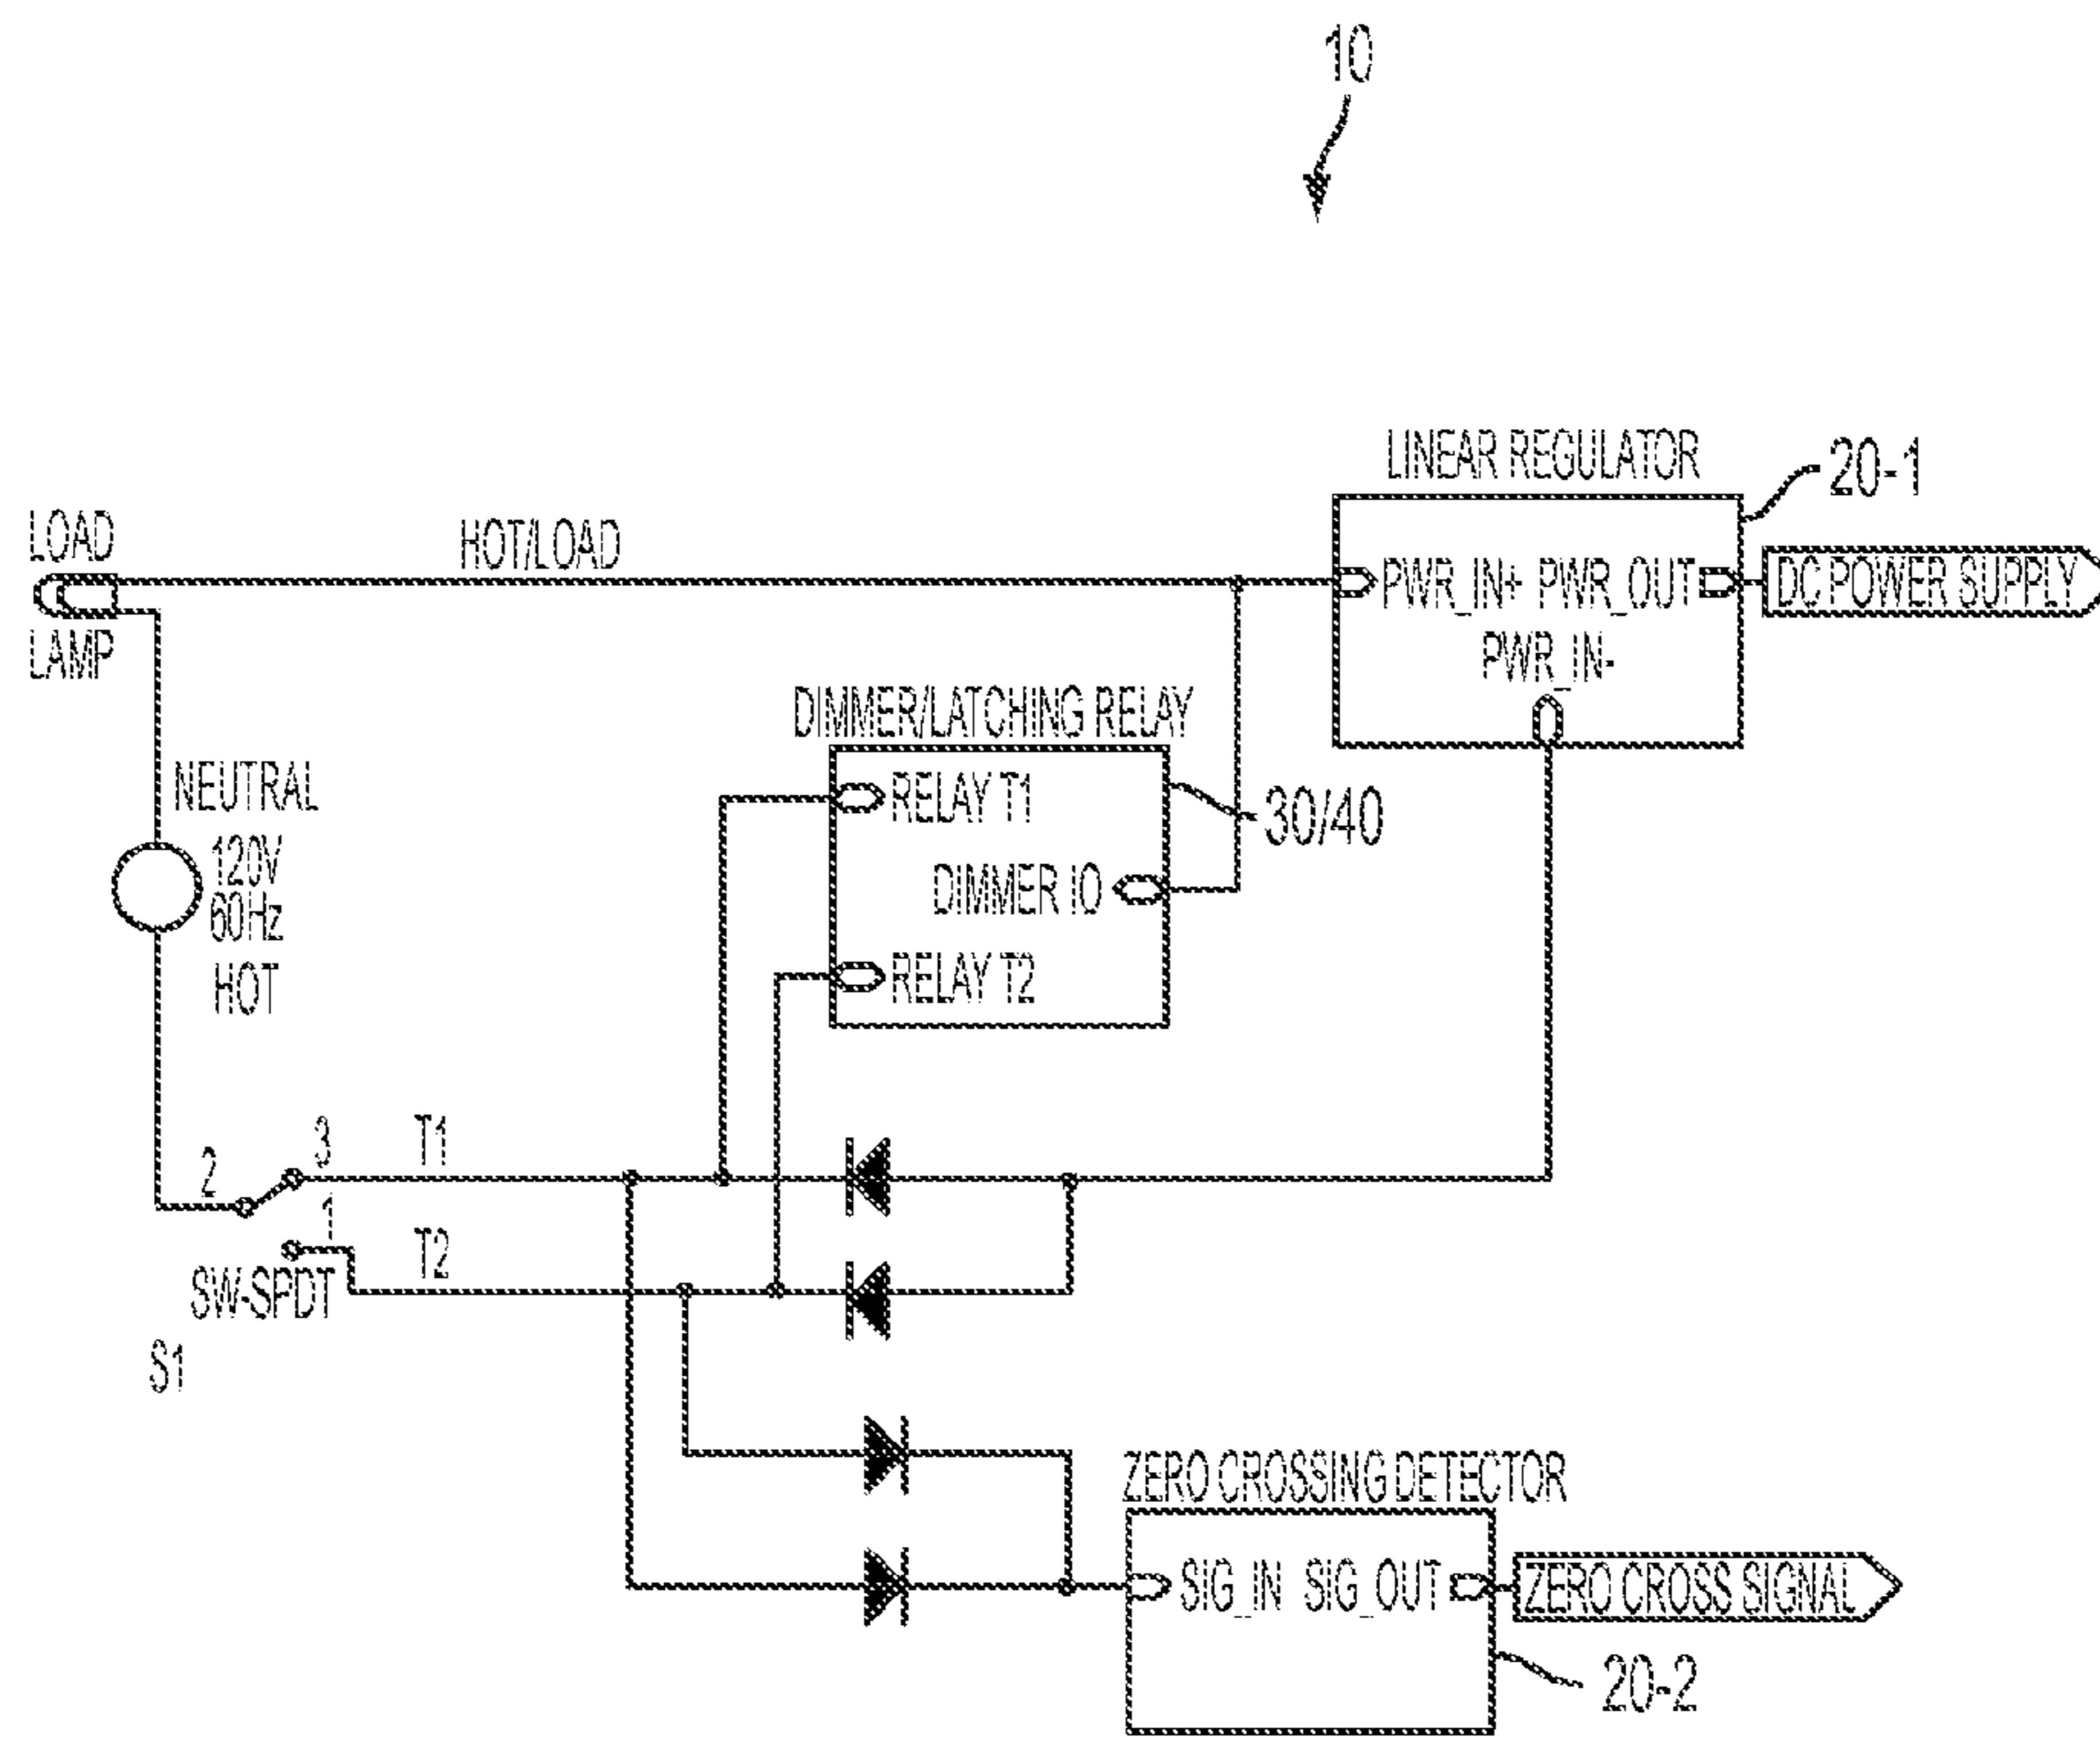 10
LINEAR REGULATOR
20-1
LOAD
HOT/LOAD
PWR_IN+ PWR_OUT
DC POWER SUPPLY
LAMP
PWR_IN-
DIMMER/LATCHING RELAY
NEUTRAL
RELAY T1
30/40
120V
60Hz
DIMMER IO
HOT
RELAY T2
2
3
T1
1
T2
SW-SPDT
S1
ZERO CROSSING DETECTOR
SIG_IN SIG_OUT
ZERO CROSS SIGNAL
20-2